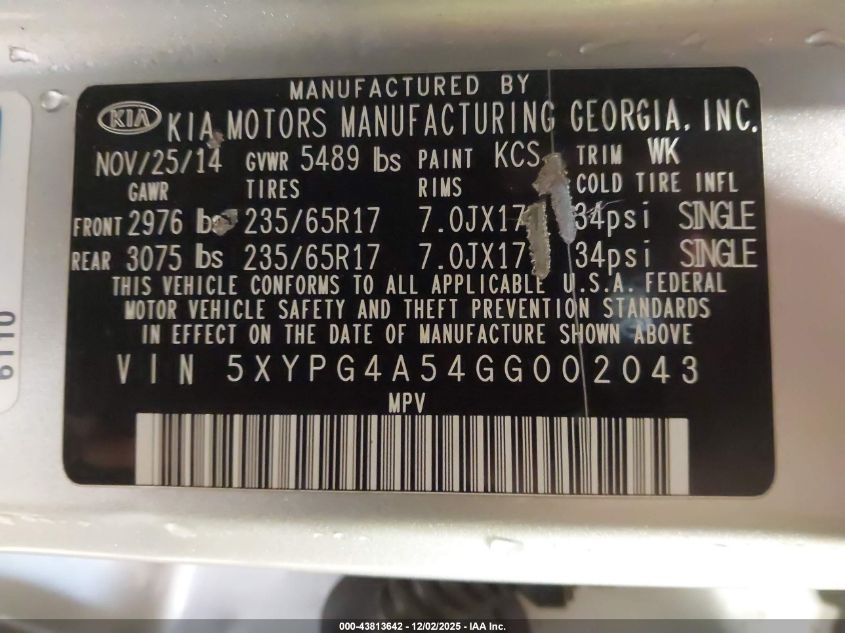 MANUFACTURED BY
KIA KIA MOTORS MANUFACTURING GEORGIA, INC.
NOV/25/14 GVWR 5489 lbs PAINT KCS TRIM WK
GAWR TIRES RIMS COLD TIRE INFL
FRONT 2976 lbs 235/65R17 7.0JX17 34psi SINGLE
REAR 3075 lbs 235/65R17 7.0JX17 34psi SINGLE
THIS VEHICLE CONFORMS TO ALL APPLICABLE U.S.A. FEDERAL
MOTOR VEHICLE SAFETY AND THEFT PREVENTION STANDARDS
IN EFFECT ON THE DATE OF MANUFACTURE SHOWN ABOVE
VIN 5XYPG4A54GG002043
MPV
000-43813642 • 12/02/2025 - IAA Inc.